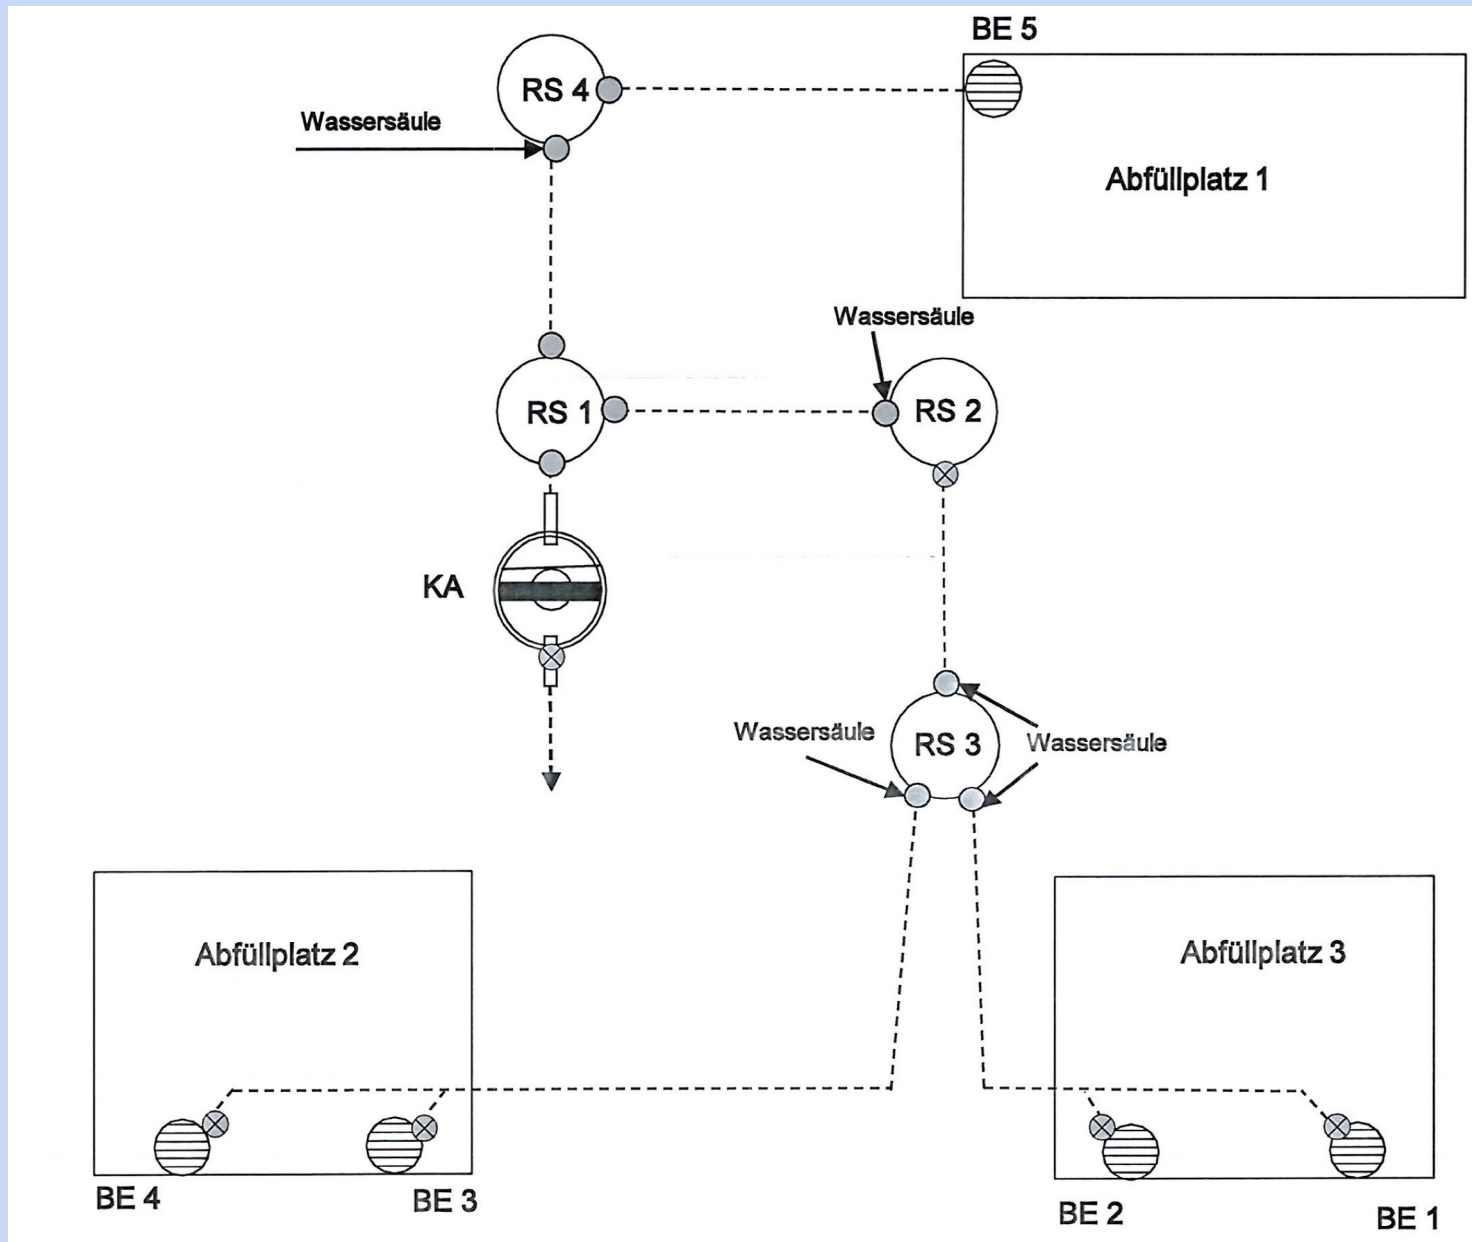 BE 5
RS 4
Wassersäule
Abfüllplatz 1
Wassersäule
RS 1
RS 2
KA
Wassersäule
RS 3
Wassersäule
Abfüllplatz 2
Abfüllplatz 3
BE 4
BE 3
BE 2
BE 1